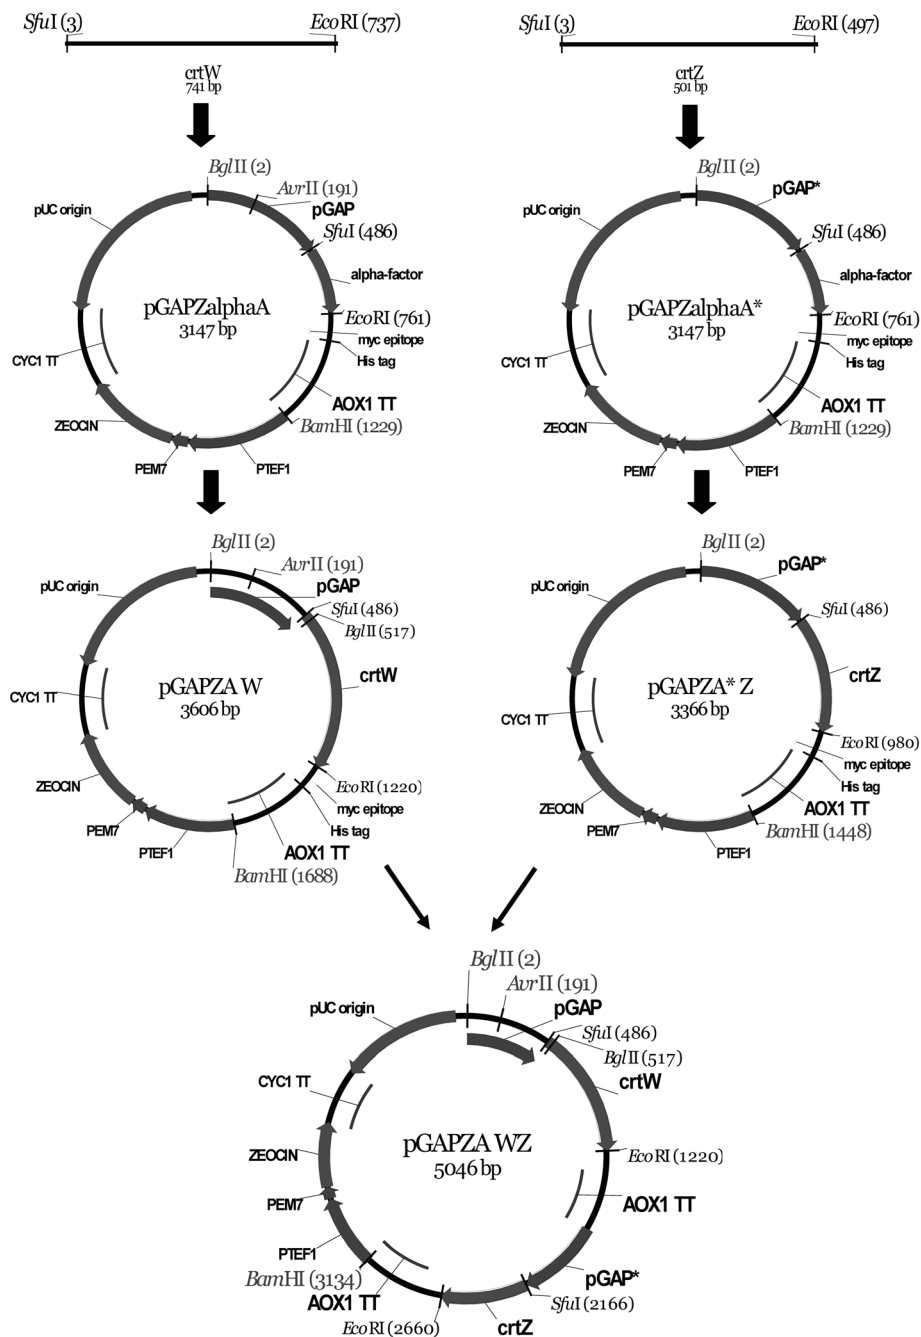 SfuI (3)
EcoRI (737)
crtW
741 bp
SfuI (3)
EcoRI (497)
crtZ
501 bp
BglII (2)
AvrII (191)
pGAP
SfuI (486)
pUC origin
alpha-factor
pGAPZalphaA
3147 bp
EcoRI (761)
myc epitope
His tag
CYC1 TT
AOX1 TT
BamHI (1229)
ZEOCIN
PEM7
PTEF1
BglII (2)
pGAP*
pUC origin
SfuI (486)
alpha-factor
pGAPZalphaA*
3147 bp
EcoRI (761)
myc epitope
His tag
CYC1 TT
AOX1 TT
BamHI (1229)
ZEOCIN
PEM7
PTEF1
BglII (2)
AvrII (191)
pGAP
pUC origin
SfuI (486)
BglII (517)
crtW
pGAPZA W
3606 bp
CYC1 TT
EcoRI (1220)
myc epitope
His tag
ZEOCIN
PEM7
PTEF1
AOX1 TT
BamHI (1688)
BglII (2)
pGAP*
pUC origin
SfuI (486)
crtZ
pGAPZA* Z
3366 bp
CYC1 TT
EcoRI (980)
myc epitope
His tag
AOX1 TT
BamHI (1448)
ZEOCIN
PEM7
PTEF1
BglII (2)
AvrII (191)
pGAP
pUC origin
SfuI (486)
BglII (517)
crtW
CYC1 TT
pGAPZA WZ
5046 bp
ZEOCIN
EcoRI (1220)
PEM7
AOX1 TT
PTEF1
BamHI (3134)
pGAP*
AOX1 TT
SfuI (2166)
EcoRI (2660)
crtZ